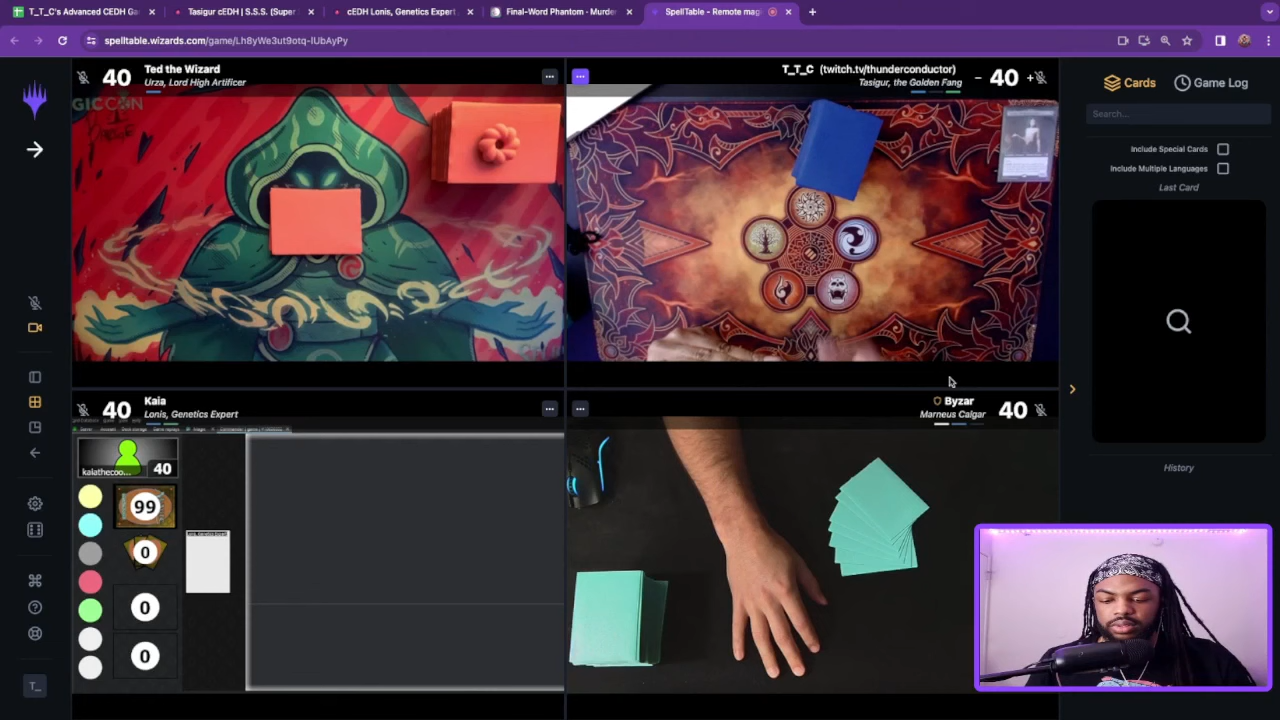 T_T_C's Advanced CEDH Ga
Tasigur cEDH | S.S.S. (Super
cEDH Lonis, Genetics Expert
Final-Word Phantom · Murder
SpellTable - Remote mag
spelltable.wizards.com/game/Lh8yWe3ut9otq-IUbAyPy
40
Ted the Wizard
Urza, Lord High Artificer
T_T_C (twitch.tv/thunderconductor)
Tasigur, the Golden Fang
- 40 +
Cards
Game Log
Search...
Include Special Cards
Include Multiple Languages
Last Card
History
40
Kaia
Lonis, Genetics Expert
Byzar
Marneus Calgar
40
kaiathecoo...
40
99
0
0
0
T_